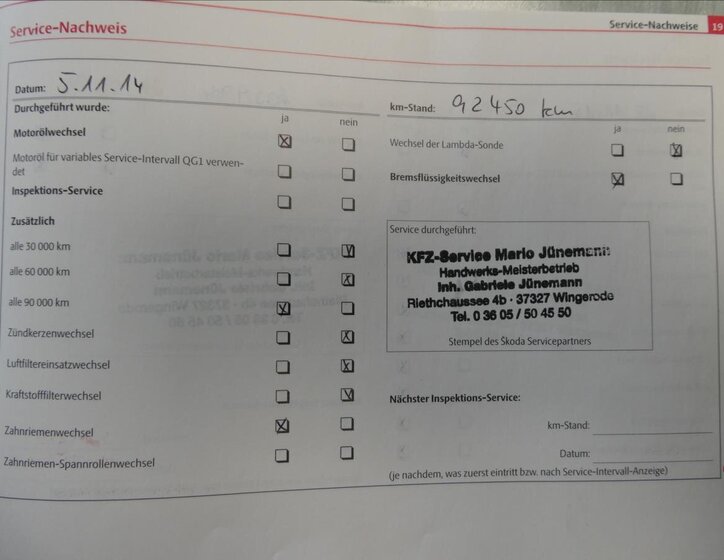 Service-Nachweis
Service-Nachweise 19
Datum: 5.11.14
Durchgeführt wurde:
ja nein
Motorölwechsel
Motoröl für variables Service-Intervall QG1 verwen-
det
Inspektions-Service
Zusätzlich
alle 30 000 km
alle 60 000 km
alle 90 000 km
Zündkerzenwechsel
Luftfiltereinsatzwechsel
Kraftstofffilterwechsel
Zahnriemenwechsel
Zahnriemen-Spannrollenwechsel
km-Stand: 92450 km
ja nein
Wechsel der Lambda-Sonde
Bremsflüssigkeitswechsel
Service durchgeführt:
KFZ-Service Mario Jünemann
Handwerks-Meisterbetrieb
Inh. Gabriele Jünemann
Riethchaussee 4b · 37327 Wingerode
Tel. 0 36 05 / 50 45 50
Stempel des Škoda Servicepartners
Nächster Inspektions-Service:
km-Stand:
Datum:
(je nachdem, was zuerst eintritt bzw. nach Service-Intervall-Anzeige)